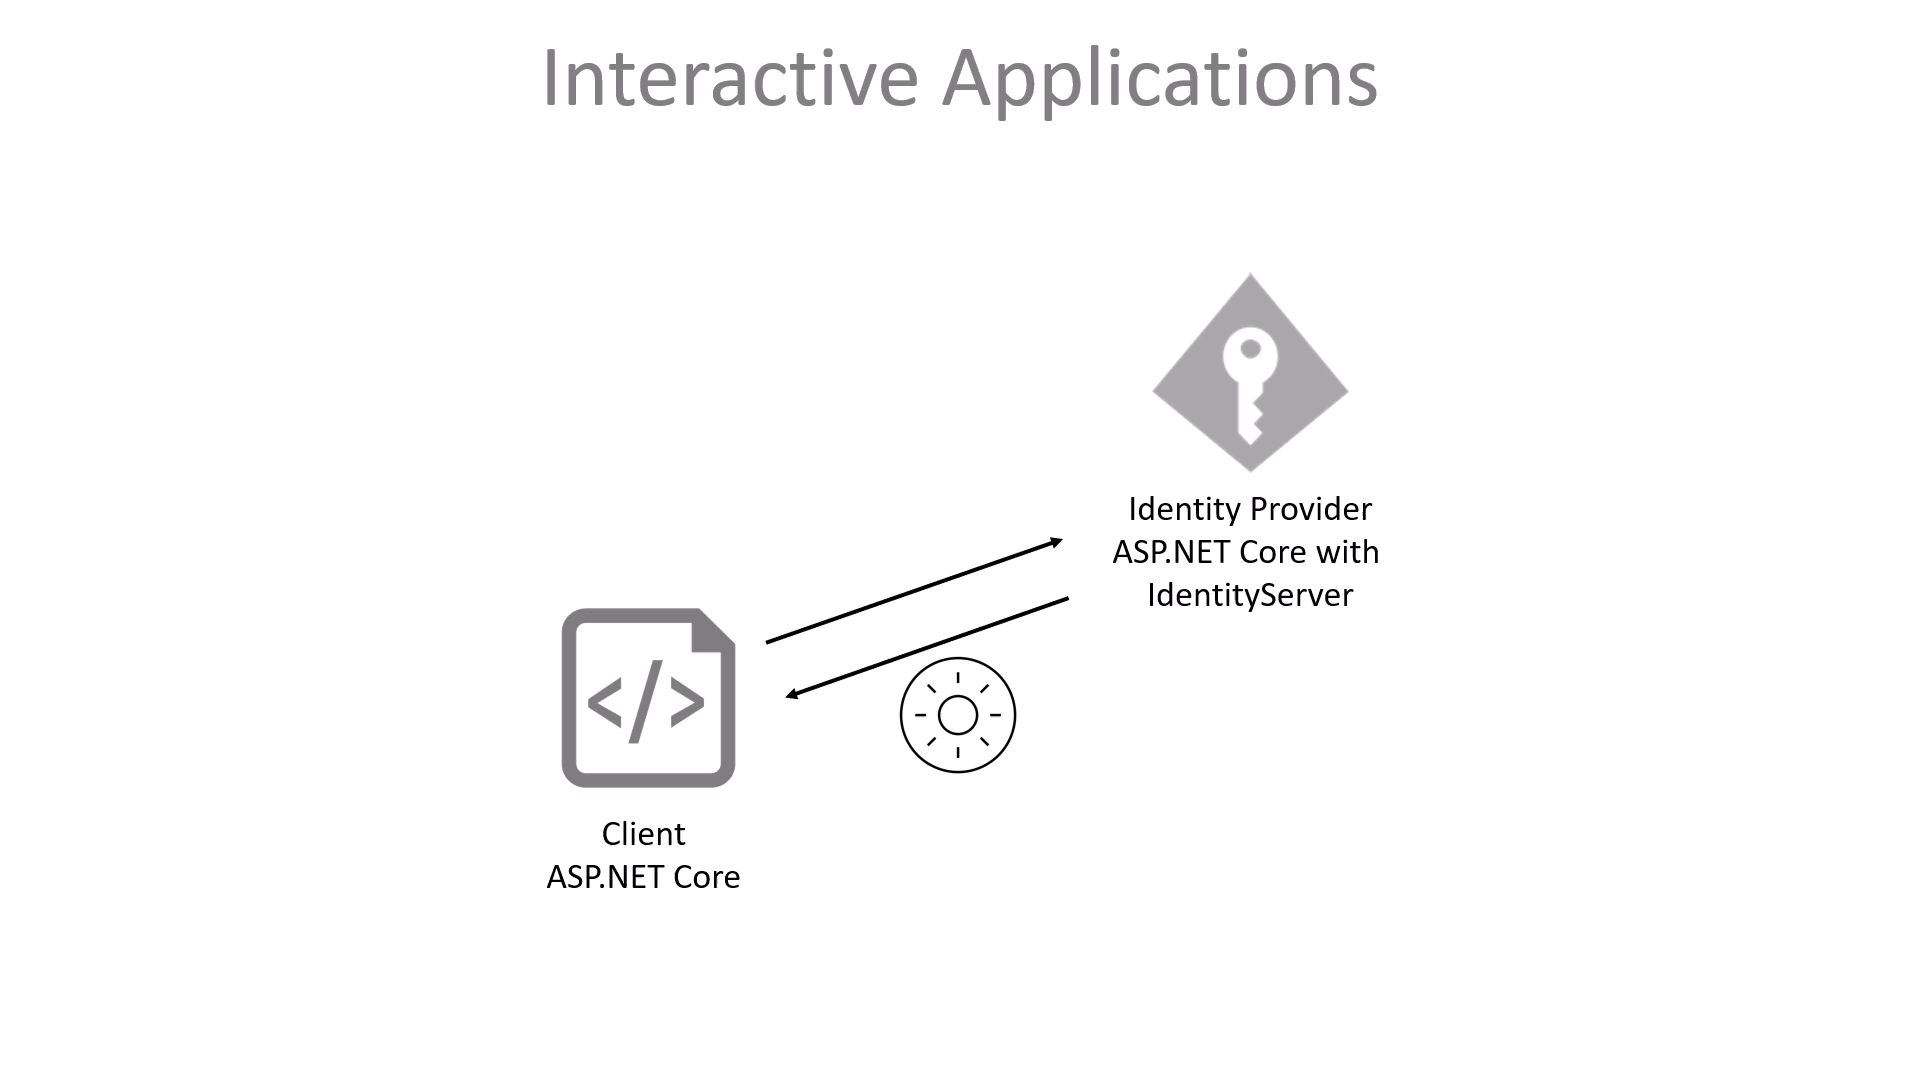 Interactive Applications
Identity Provider
ASP.NET Core with
IdentityServer
</>
Client
ASP.NET Core